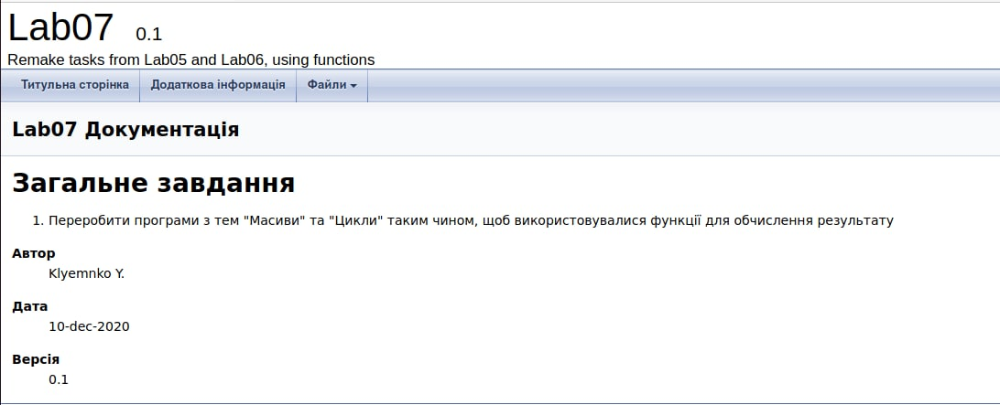 Lab07 0.1
Remake tasks from Lab05 and Lab06, using functions
Титульна сторінка Додаткова інформація Файли
Lab07 Документація
Загальне завдання
1. Переробити програми з тем "Масиви" та "Цикли" таким чином, щоб використовувалися функції для обчислення результату
Автор
Klyemnko Y.
Дата
10-dec-2020
Версія
0.1